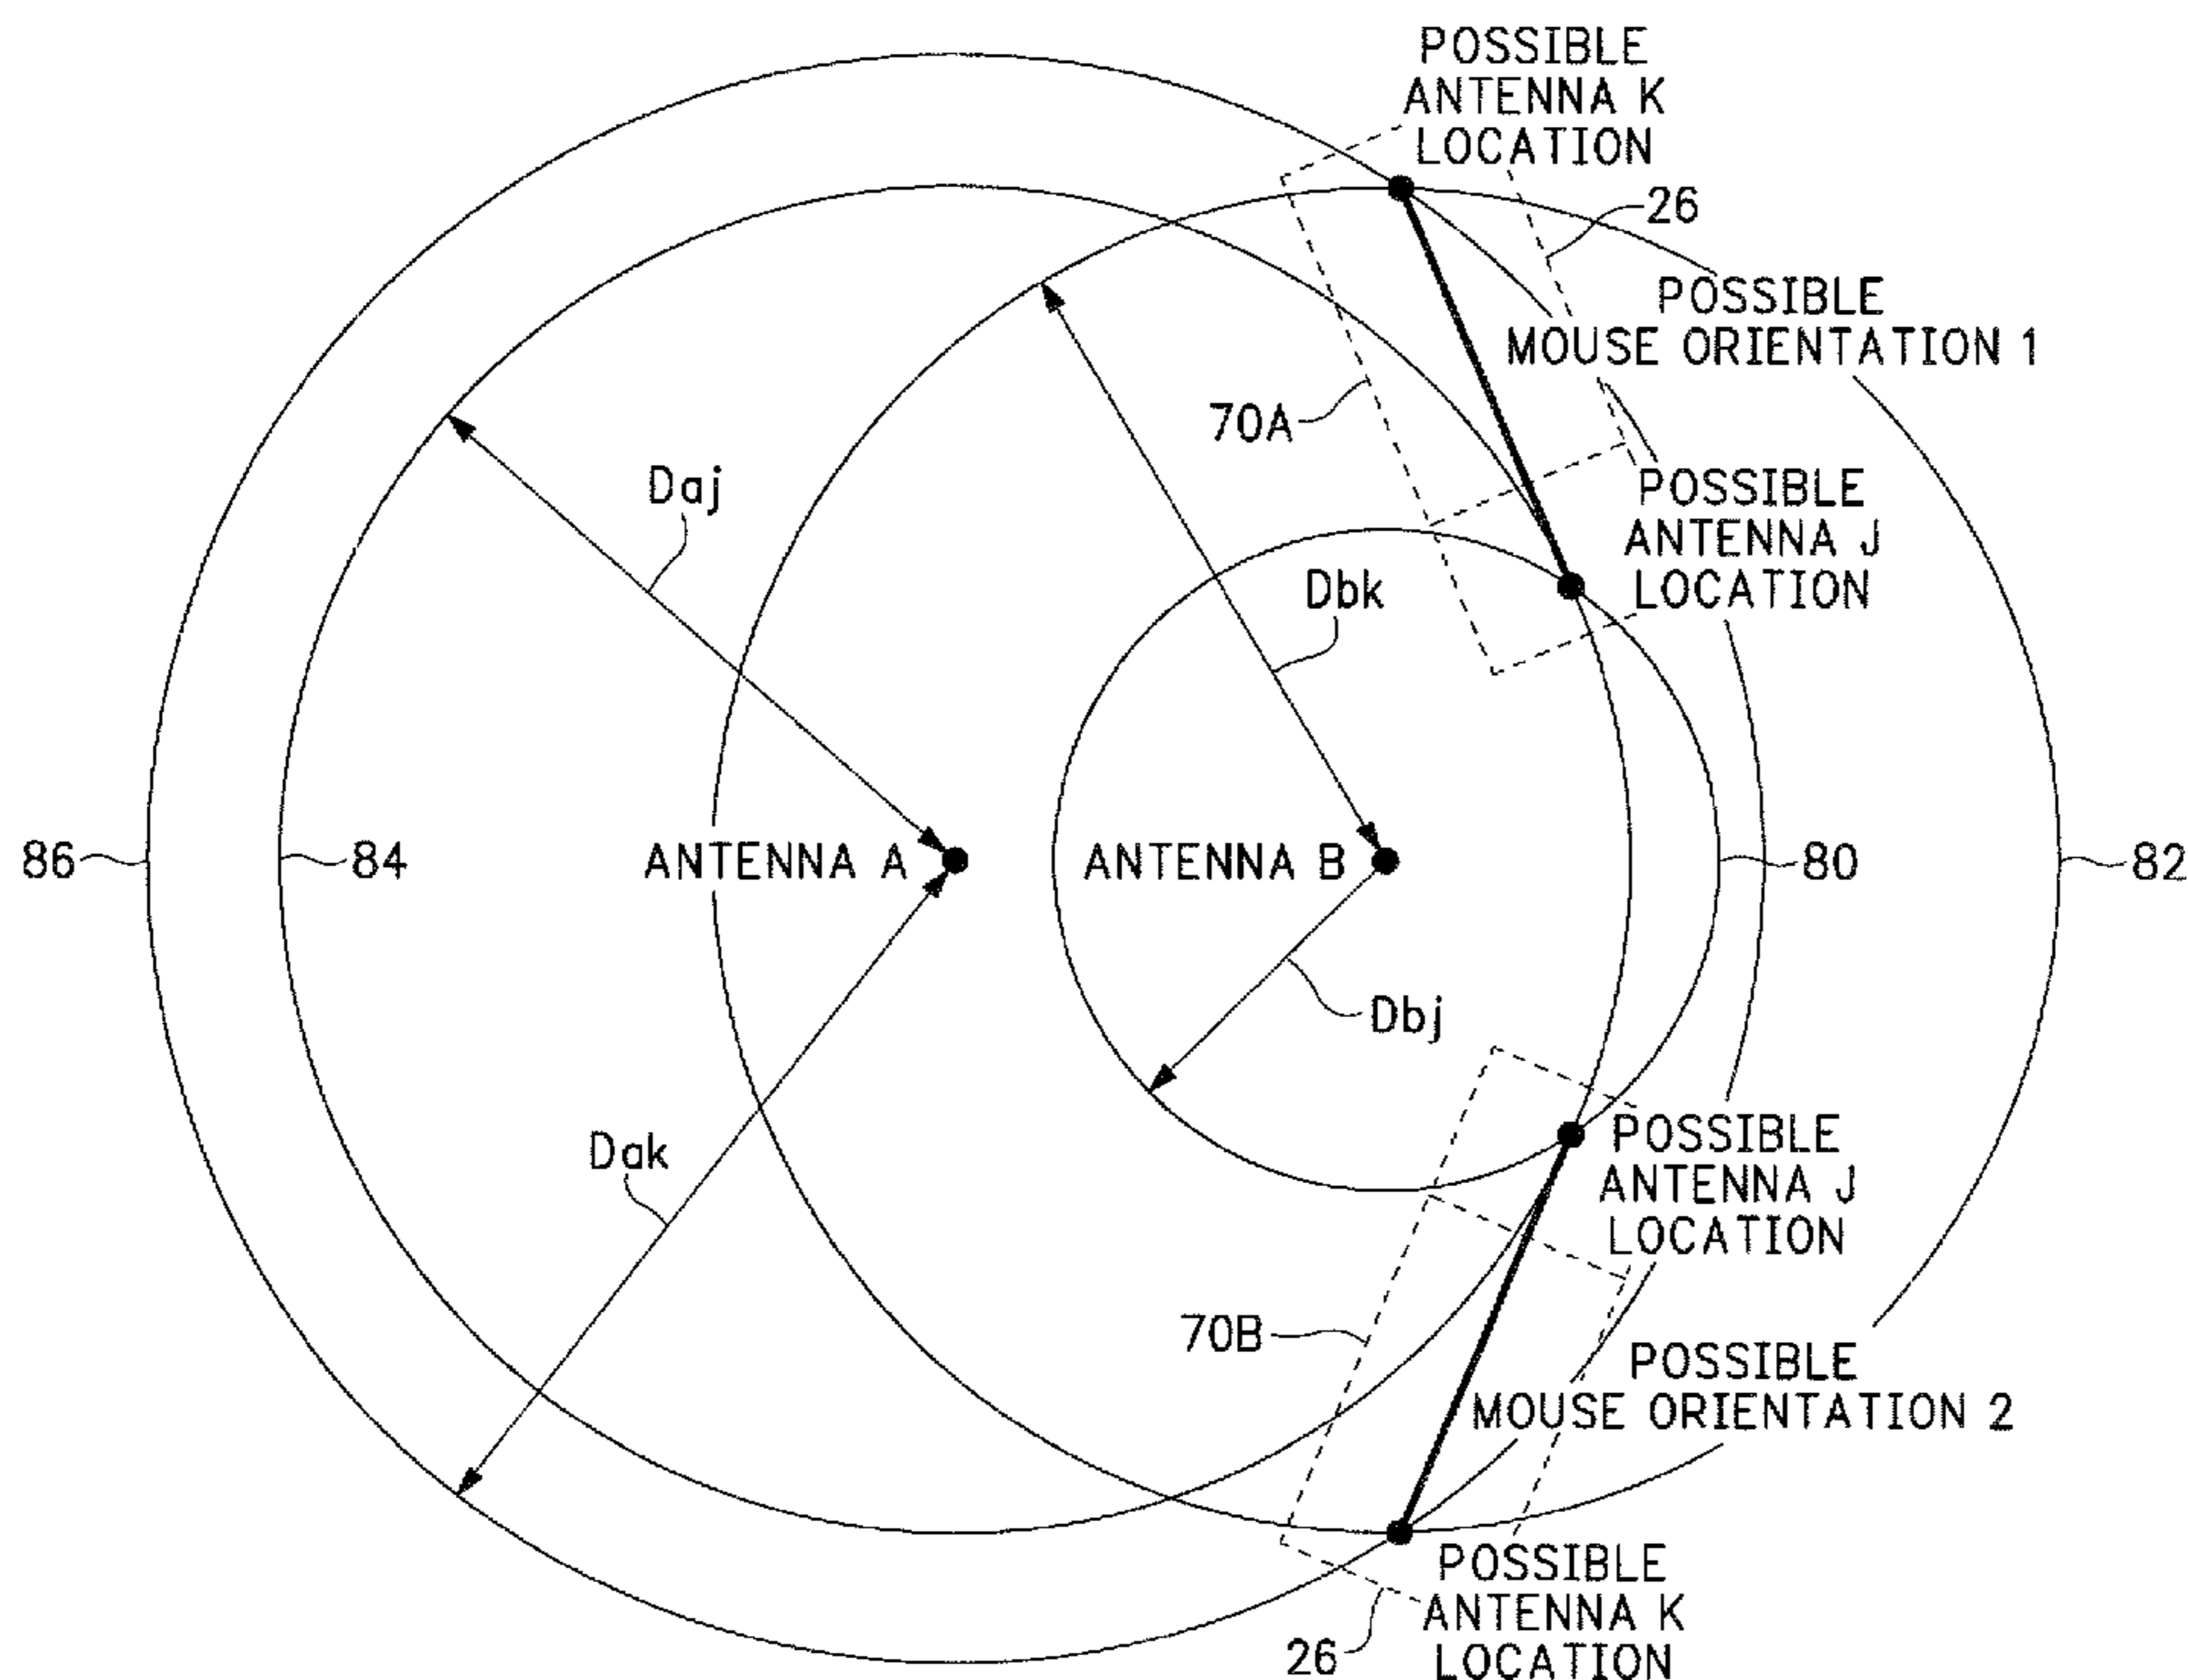 POSSIBLE
ANTENNA K
LOCATION
26
POSSIBLE
MOUSE ORIENTATION 1
70A
Daj
POSSIBLE
ANTENNA J
LOCATION
Dbk
86
84
ANTENNA A
ANTENNA B
80
82
Dbj
Dak
POSSIBLE
ANTENNA J
LOCATION
70B
POSSIBLE
MOUSE ORIENTATION 2
POSSIBLE
ANTENNA K
LOCATION
26